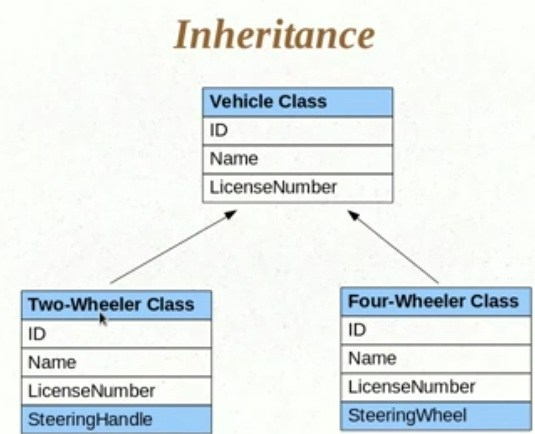 Inheritance
Vehicle Class
ID
Name
LicenseNumber
Two-Wheeler Class
ID
Name
LicenseNumber
SteeringHandle
Four-Wheeler Class
ID
Name
LicenseNumber
SteeringWheel